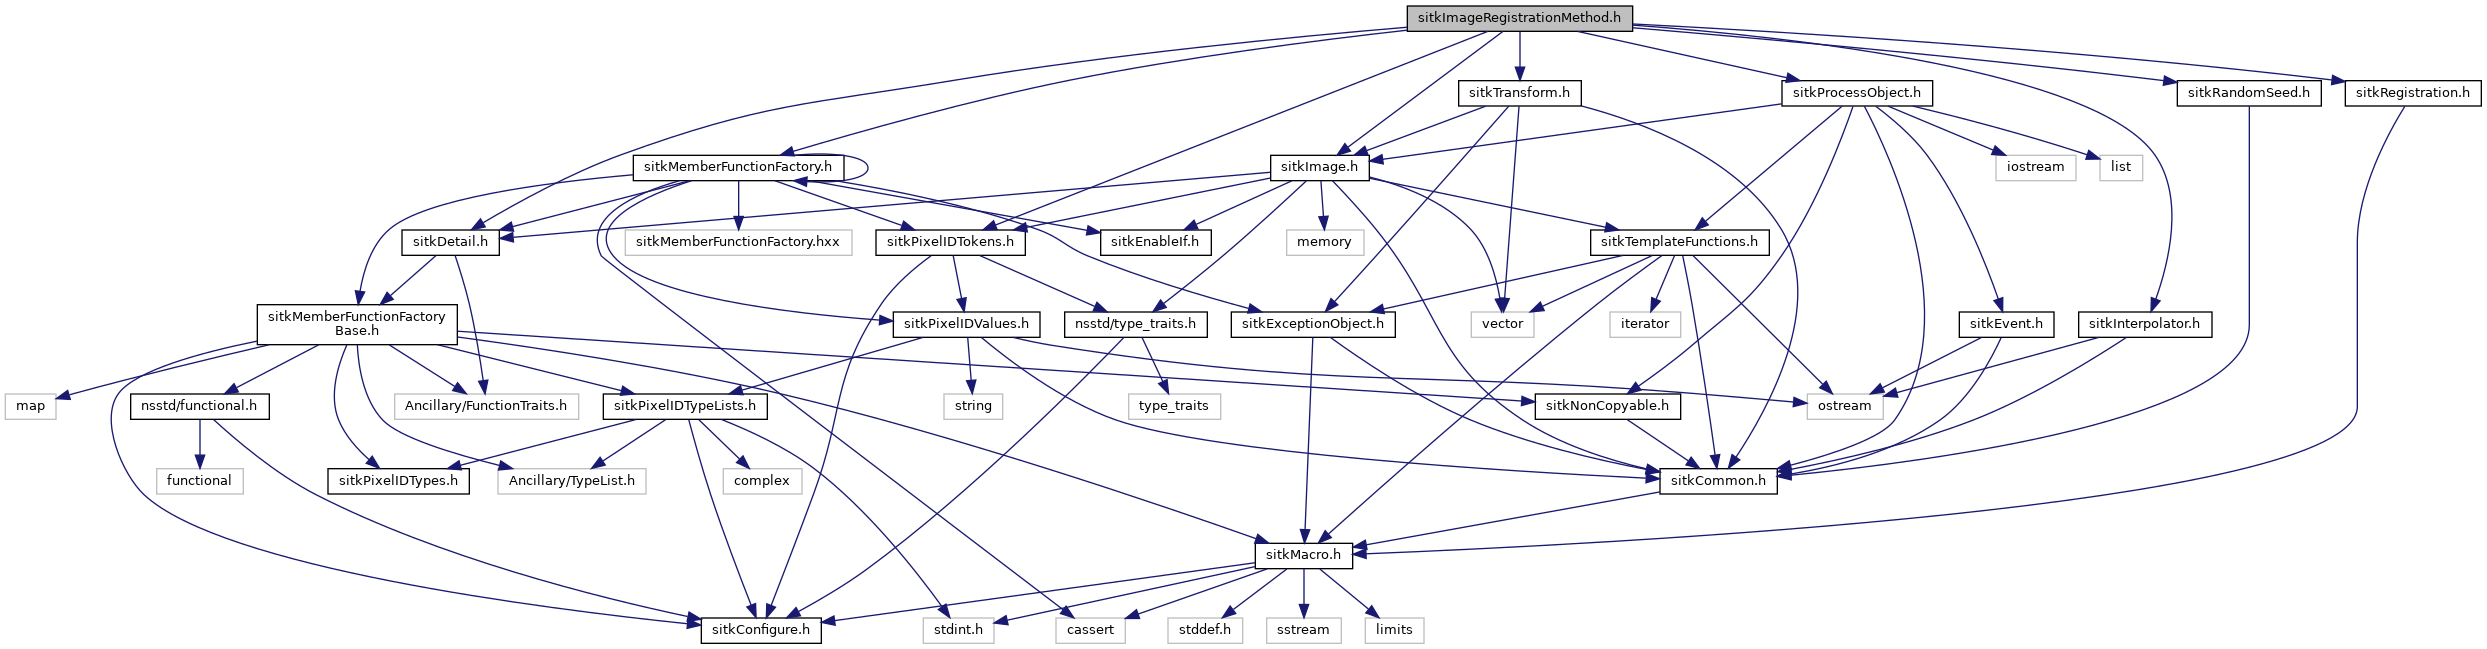 sitkImageRegistrationMethod.h
sitkTransform.h
sitkProcessObject.h
sitkRandomSeed.h
sitkRegistration.h
sitkMemberFunctionFactory.h
sitkImage.h
iostream
list
sitkDetail.h
sitkMemberFunctionFactory.hxx
sitkPixelIDTokens.h
sitkEnableIf.h
memory
sitkTemplateFunctions.h
sitkMemberFunctionFactory
Base.h
sitkPixelIDValues.h
nsstd/type_traits.h
sitkExceptionObject.h
vector
iterator
sitkEvent.h
sitkInterpolator.h
map
nsstd/functional.h
Ancillary/FunctionTraits.h
sitkPixelIDTypeLists.h
string
type_traits
sitkNonCopyable.h
ostream
functional
sitkPixelIDTypes.h
Ancillary/TypeList.h
complex
sitkCommon.h
sitkMacro.h
sitkConfigure.h
stdint.h
cassert
stddef.h
sstream
limits